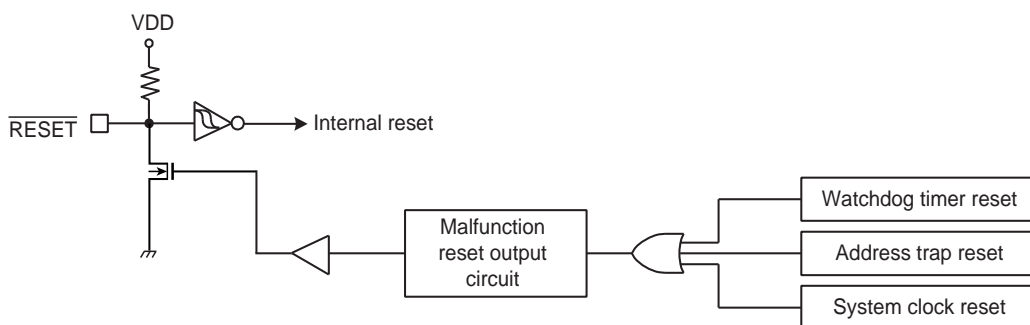 VDD
RESET
Internal reset
Watchdog timer reset
Malfunction
reset output
circuit
Address trap reset
System clock reset